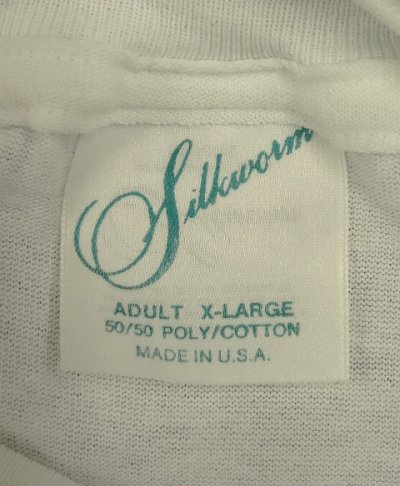 Silkworm
ADULT X-LARGE
50/50 POLY/COTTON
MADE IN U.S.A.